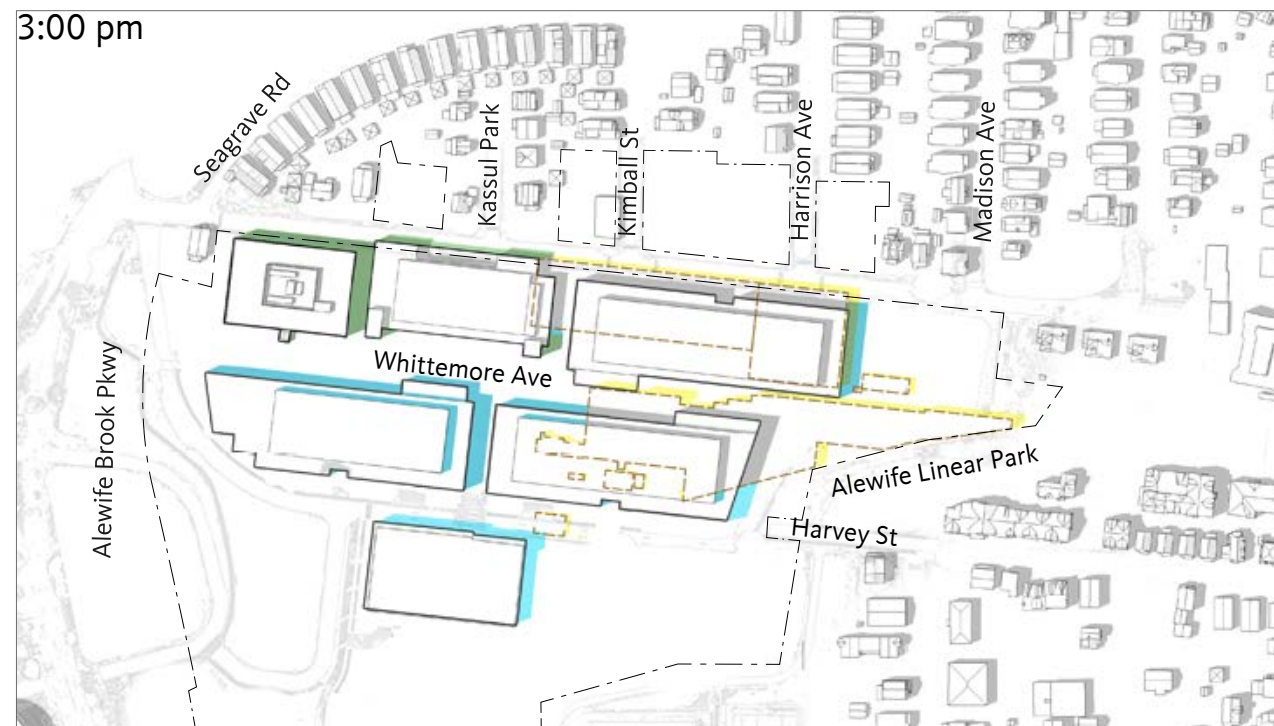 3:00 pm
Seagrave Rd
Kassul Park
Kimball St
Harrison Ave
Madison Ave
Whittemore Ave
Alewife Brook Pkwy
Alewife Linear Park
Harvey St